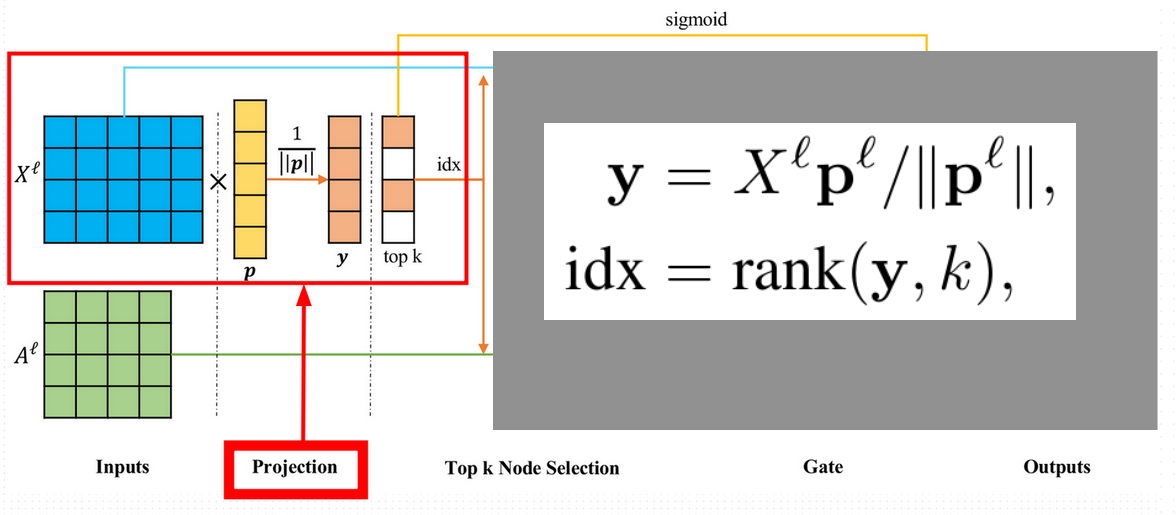 sigmoid
X^ℓ
×
p
1
||p||
y
top k
idx
y = X^ℓ p^ℓ / ‖p^ℓ‖,
idx = rank(y, k),
A^ℓ
Inputs
Projection
Top k Node Selection
Gate
Outputs